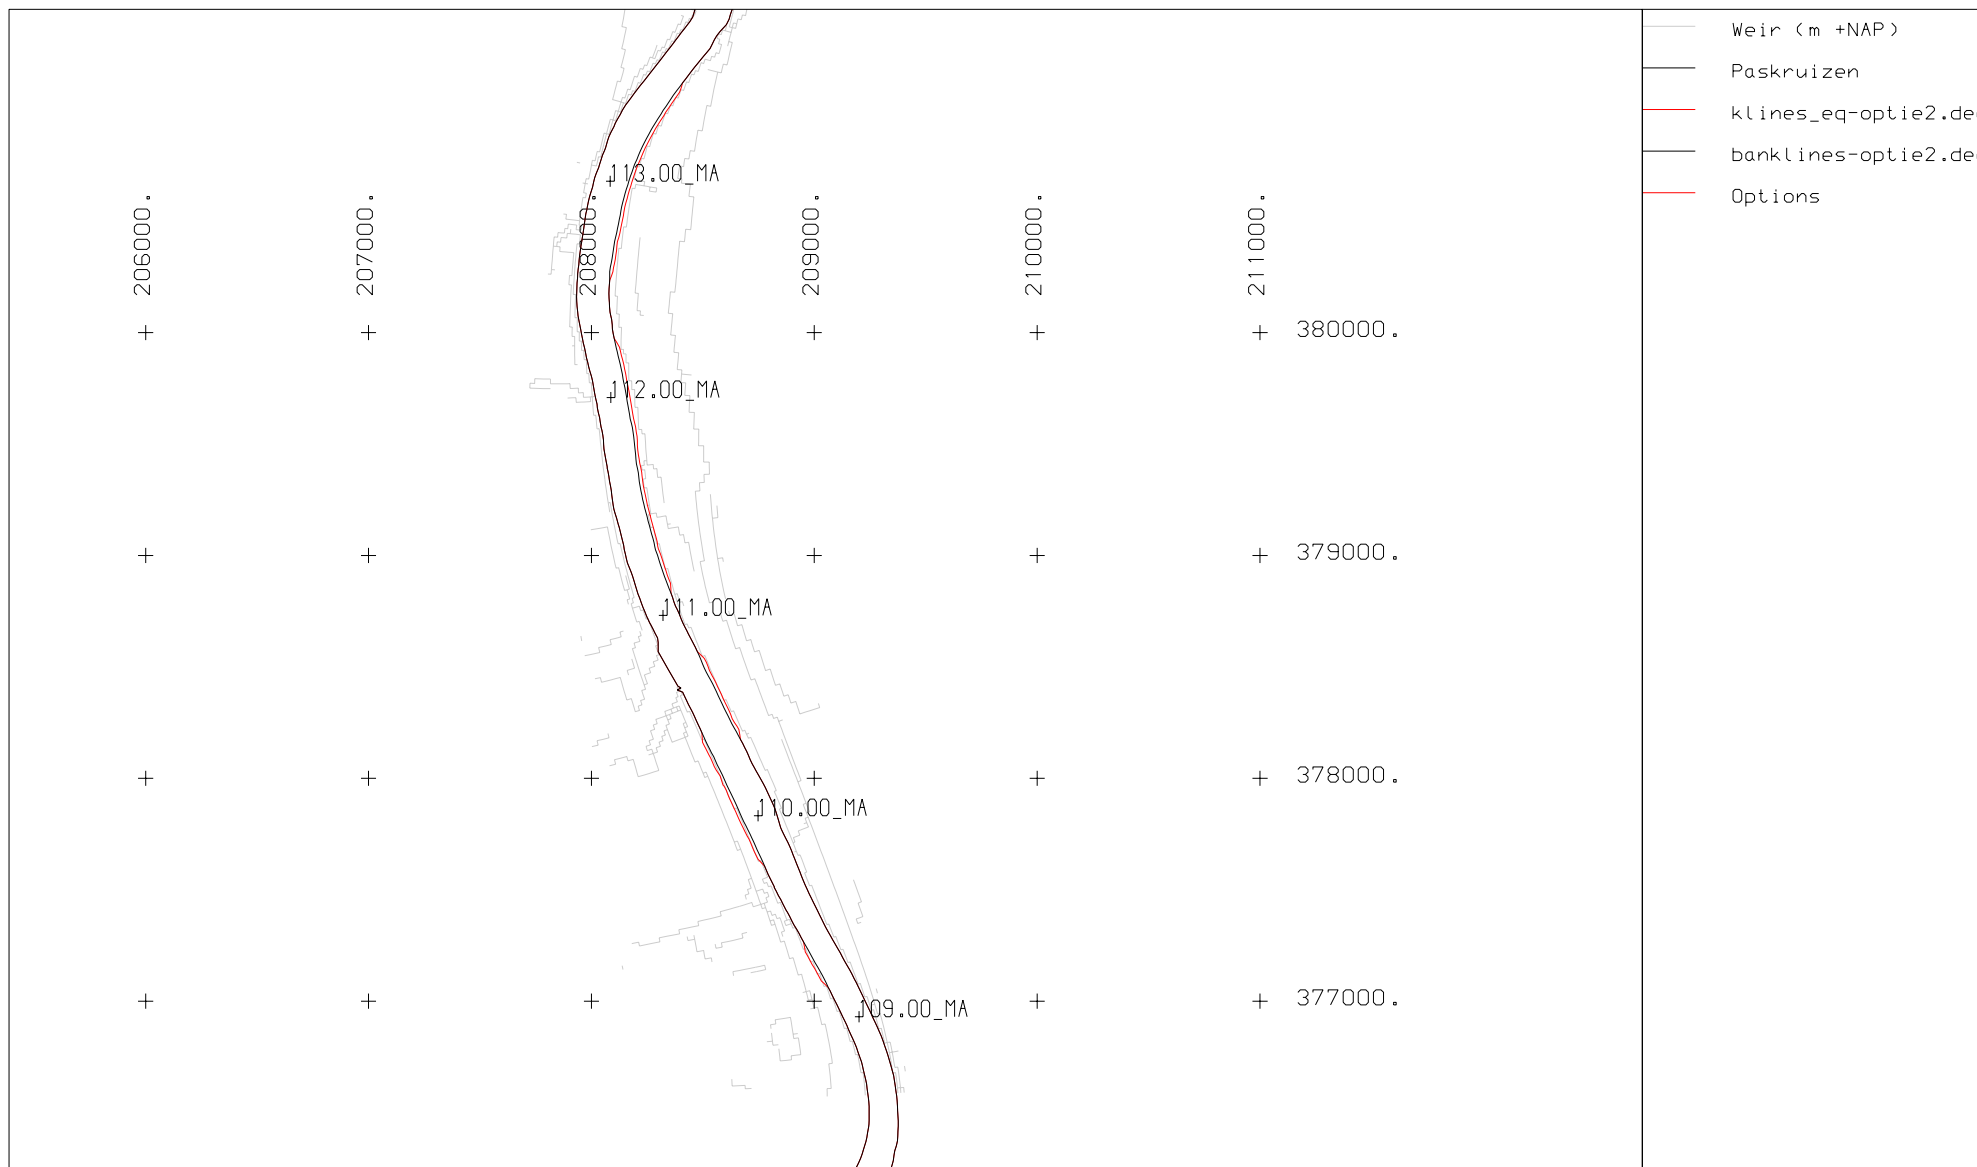 Weir (m +NAP)
Paskruizen
klines_eq-optie2.de
banklines-optie2.de
Options
113.00_MA
206000.
207000.
208000.
209000.
210000.
211000.
380000.
112.00_MA
379000.
111.00_MA
378000.
110.00_MA
377000.
109.00_MA